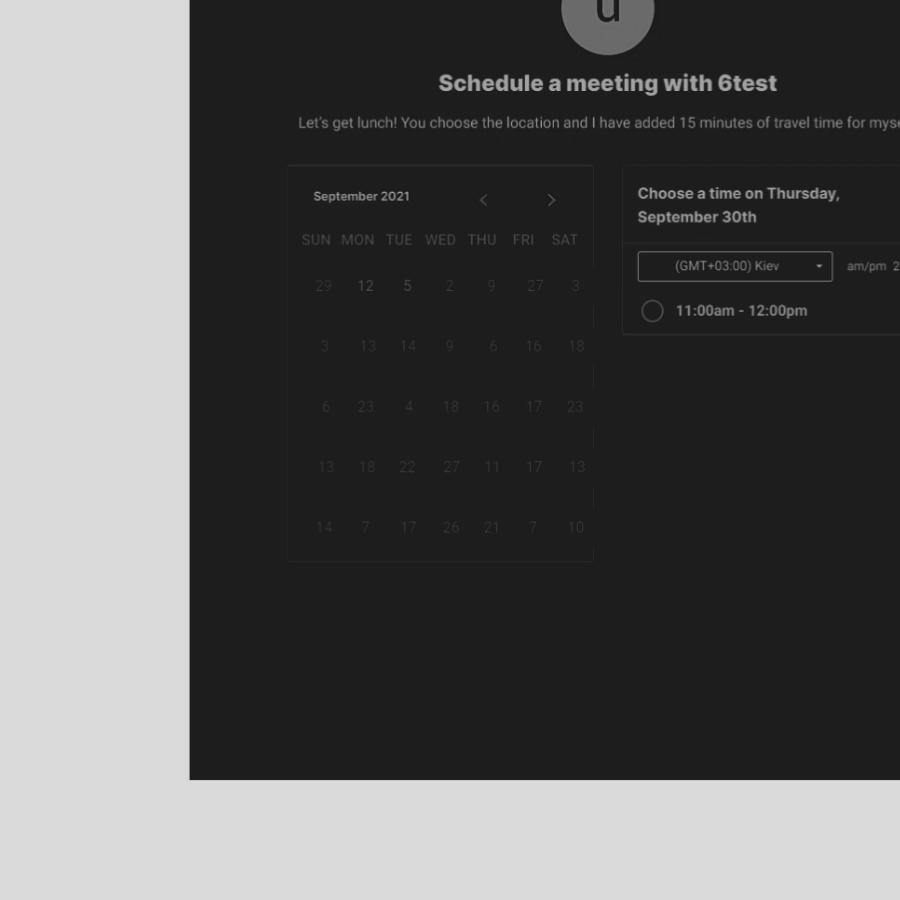 u
Schedule a meeting with 6test
Let's get lunch! You choose the location and I have added 15 minutes of travel time for myse
September 2021
SUN MON TUE WED THU FRI SAT
29 12 5 2 9 27 3
3 13 14 9 6 16 18
6 23 4 18 16 17 23
13 18 22 27 11 17 13
14 7 17 26 21 7 10
Choose a time on Thursday,
September 30th
(GMT+03:00) Kiev am/pm 2
11:00am - 12:00pm